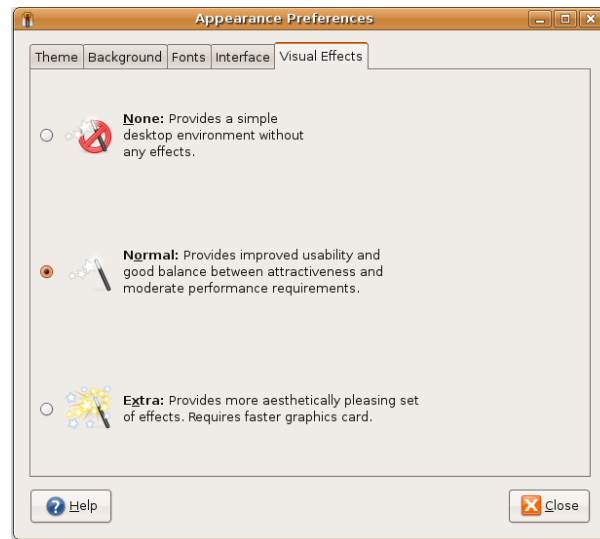 Appearance Preferences
Theme Background Fonts Interface Visual Effects
None: Provides a simple
desktop environment without
any effects.
Normal: Provides improved usability and
good balance between attractiveness and
moderate performance requirements.
Extra: Provides more aesthetically pleasing set
of effects. Requires faster graphics card.
Help Close